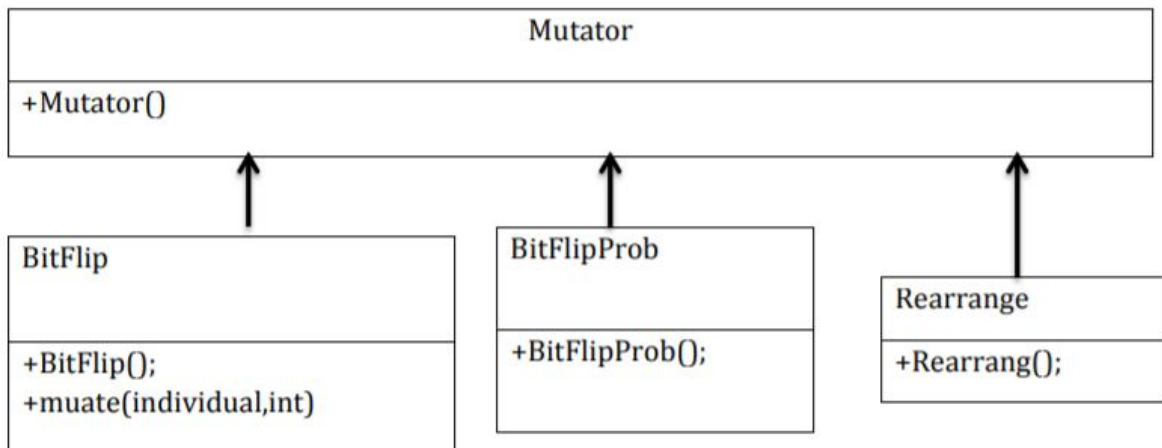 Mutator
+Mutator()
BitFlip
+BitFlip();
+muate(individual,int)
BitFlipProb
+BitFlipProb();
Rearrange
+Rearrang();